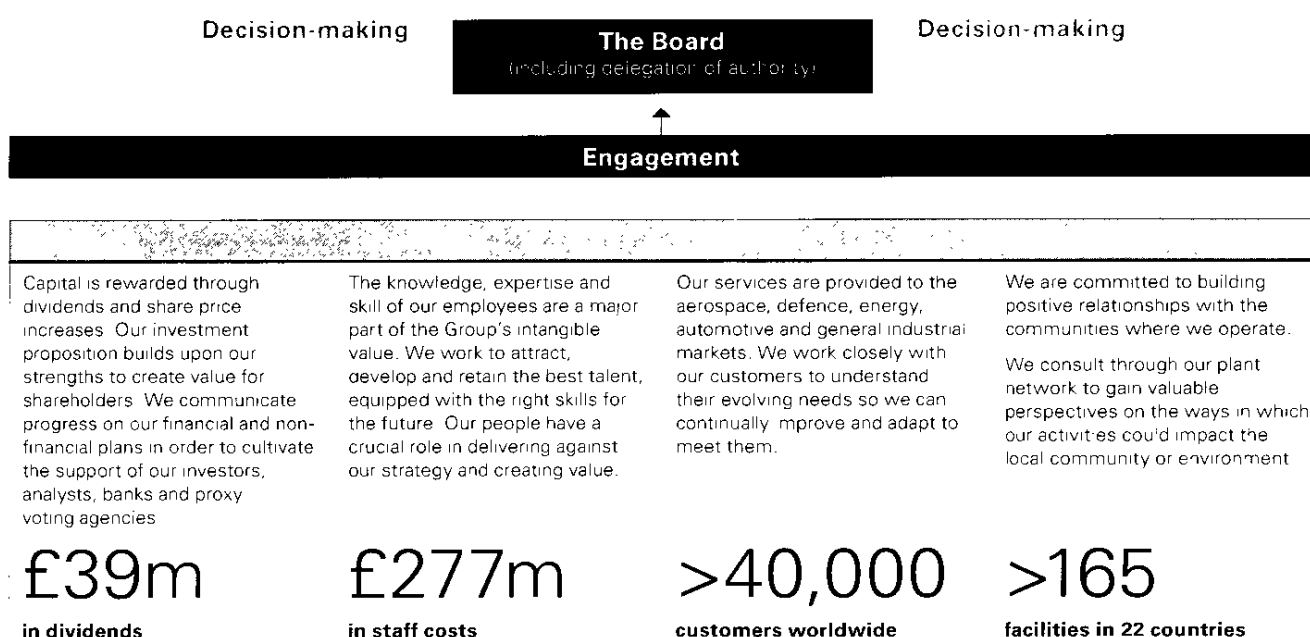 Decision-making
The Board
(including delegation of authority)
Decision-making
Engagement
Capital is rewarded through
dividends and share price
increases Our investment
proposition builds upon our
strengths to create value for
shareholders We communicate
progress on our financial and non-
financial plans in order to cultivate
the support of our investors,
analysts, banks and proxy
voting agencies
£39m
in dividends
The knowledge, expertise and
skill of our employees are a major
part of the Group's intangible
value. We work to attract,
develop and retain the best talent,
equipped with the right skills for
the future Our people have a
crucial role in delivering against
our strategy and creating value.
£277m
in staff costs
Our services are provided to the
aerospace, defence, energy,
automotive and general industrial
markets. We work closely with
our customers to understand
their evolving needs so we can
continually improve and adapt to
meet them.
>40,000
customers worldwide
We are committed to building
positive relationships with the
communities where we operate.
We consult through our plant
network to gain valuable
perspectives on the ways in which
our activities could impact the
local community or environment
>165
facilities in 22 countries